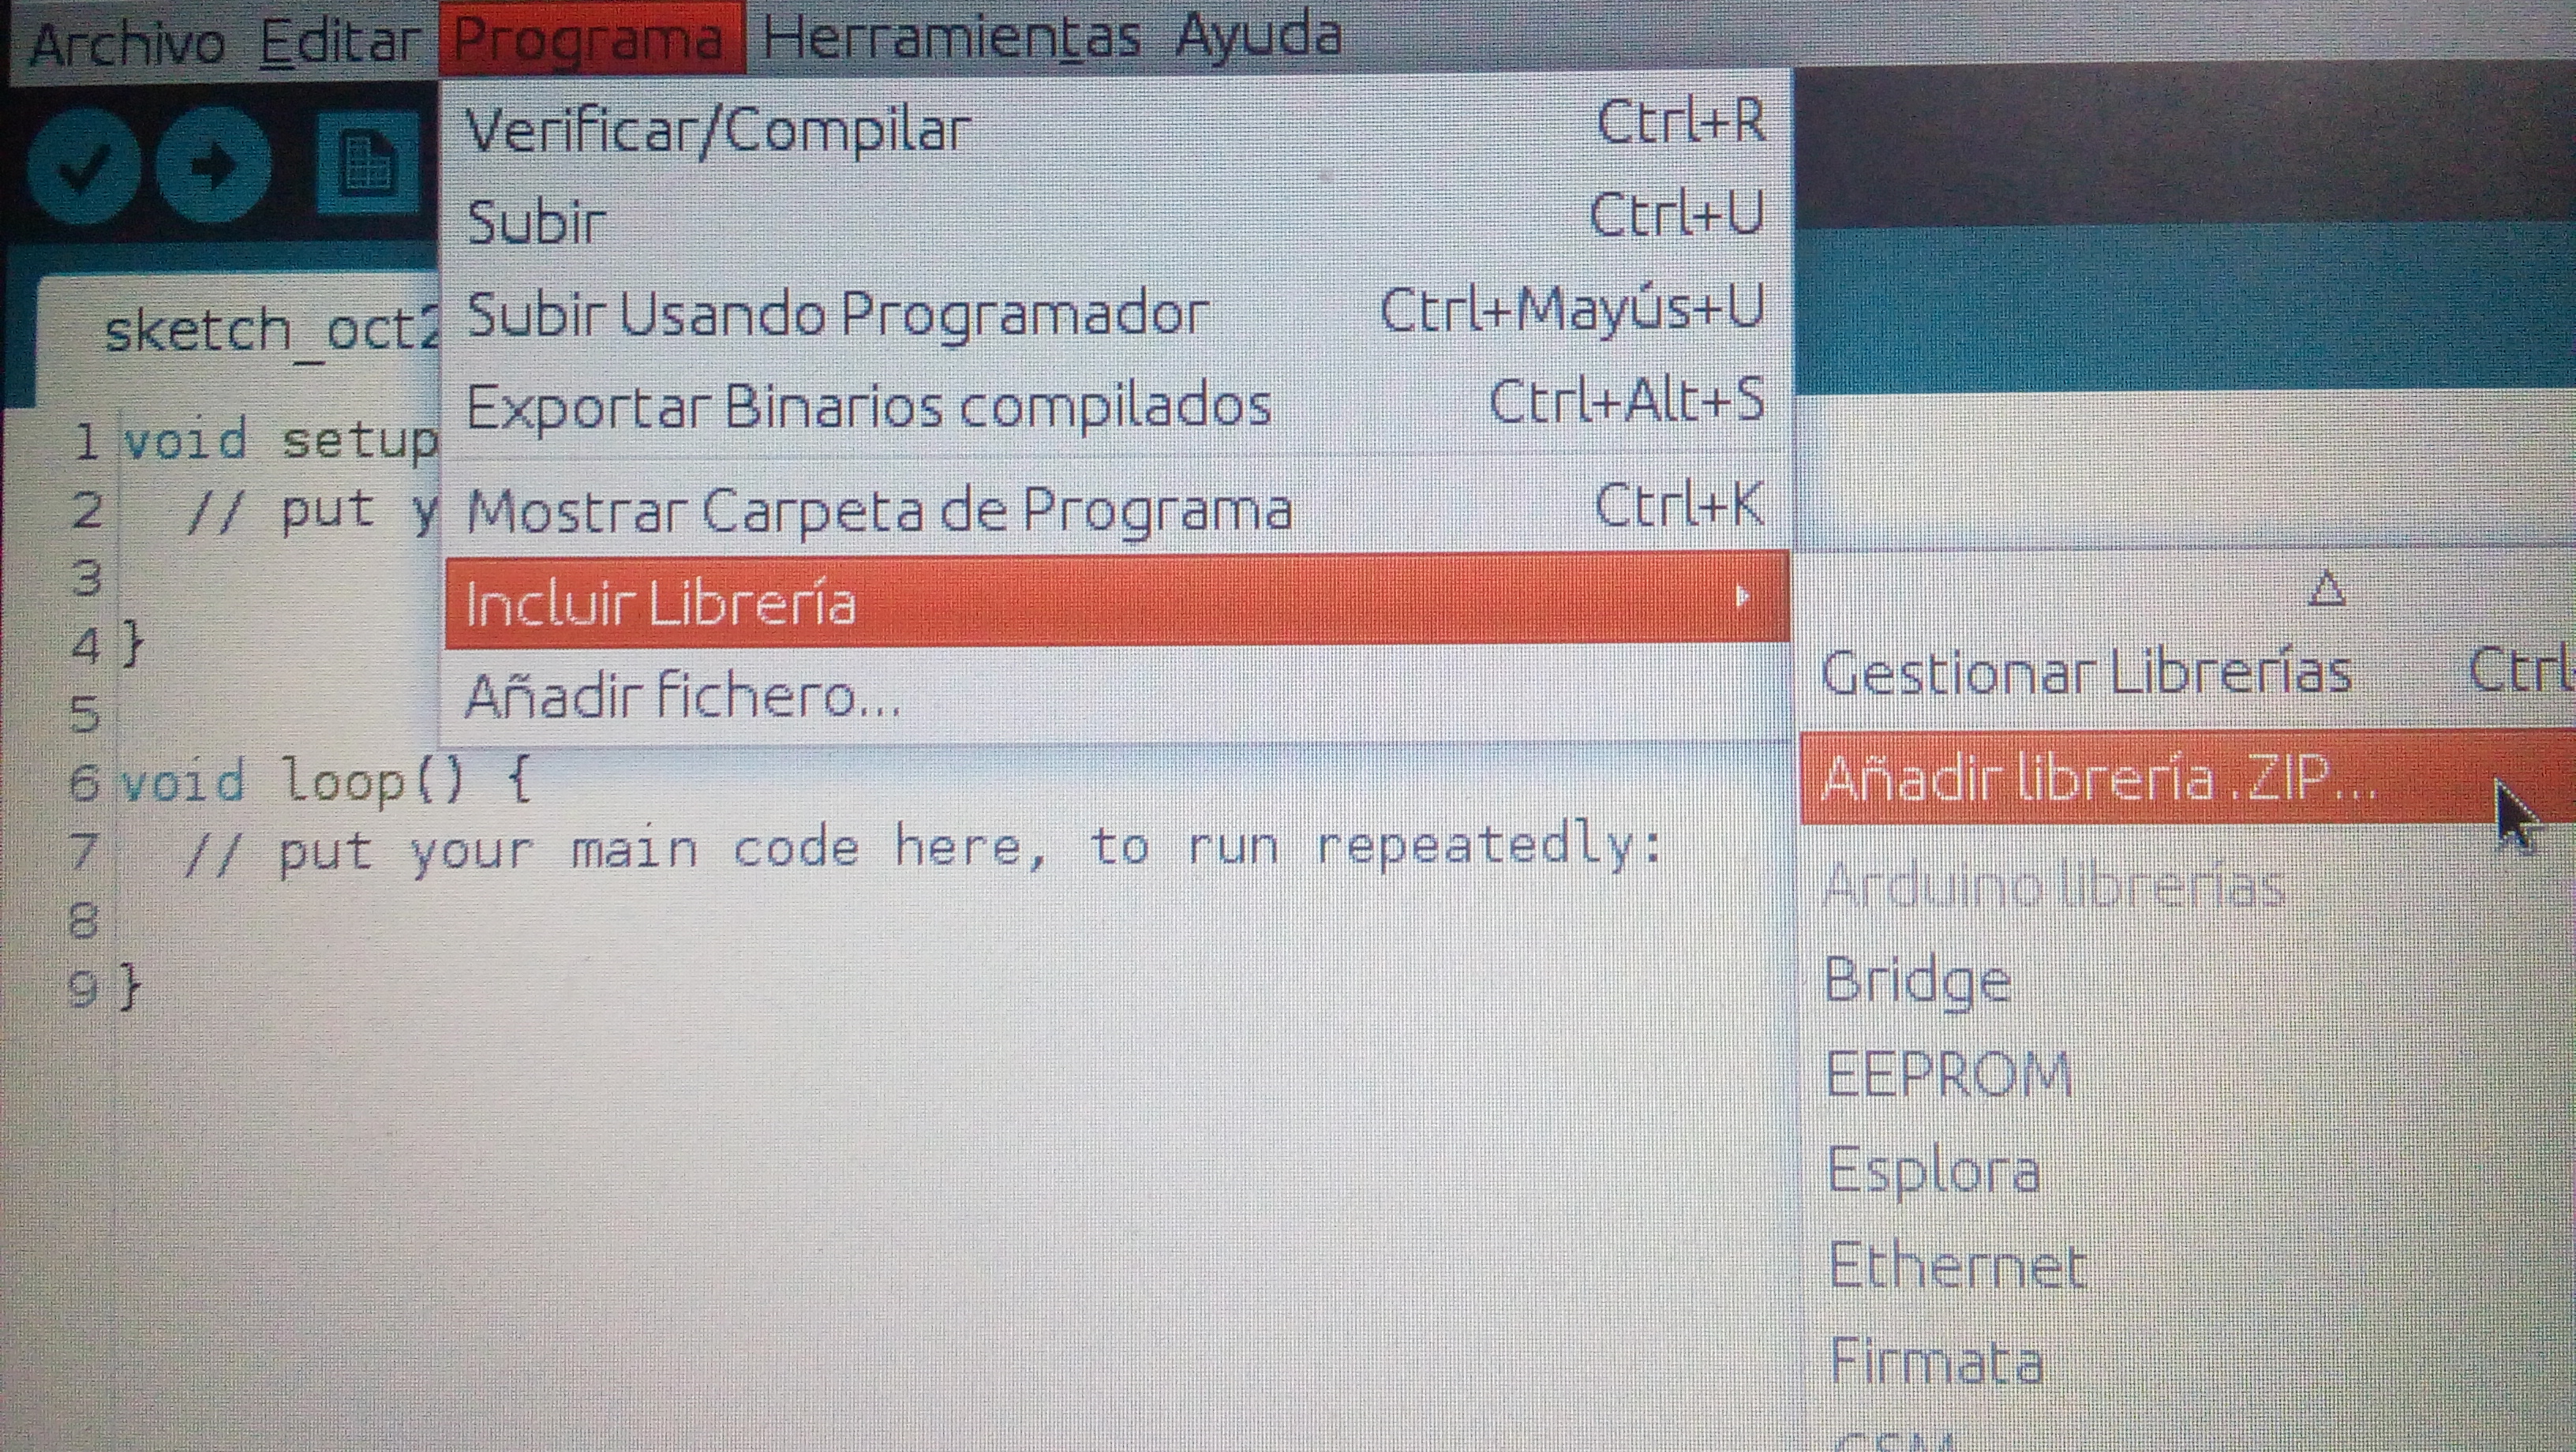 Archivo Editar Programa Herramientas Ayuda
Verificar/Compilar Ctrl+R
Subir Ctrl+U
Subir Usando Programador Ctrl+Mayús+U
Exportar Binarios compilados Ctrl+Alt+S
Mostrar Carpeta de Programa Ctrl+K
Incluir Librería
Añadir fichero...
Gestionar Librerías Ctrl
Añadir librería .ZIP...
Arduino librerías
Bridge
EEPROM
Esplora
Ethernet
Firmata
sketch_oct2
1 void setup
2 // put y
3
4 }
5
6 void loop() {
7 // put your main code here, to run repeatedly:
8
9 }